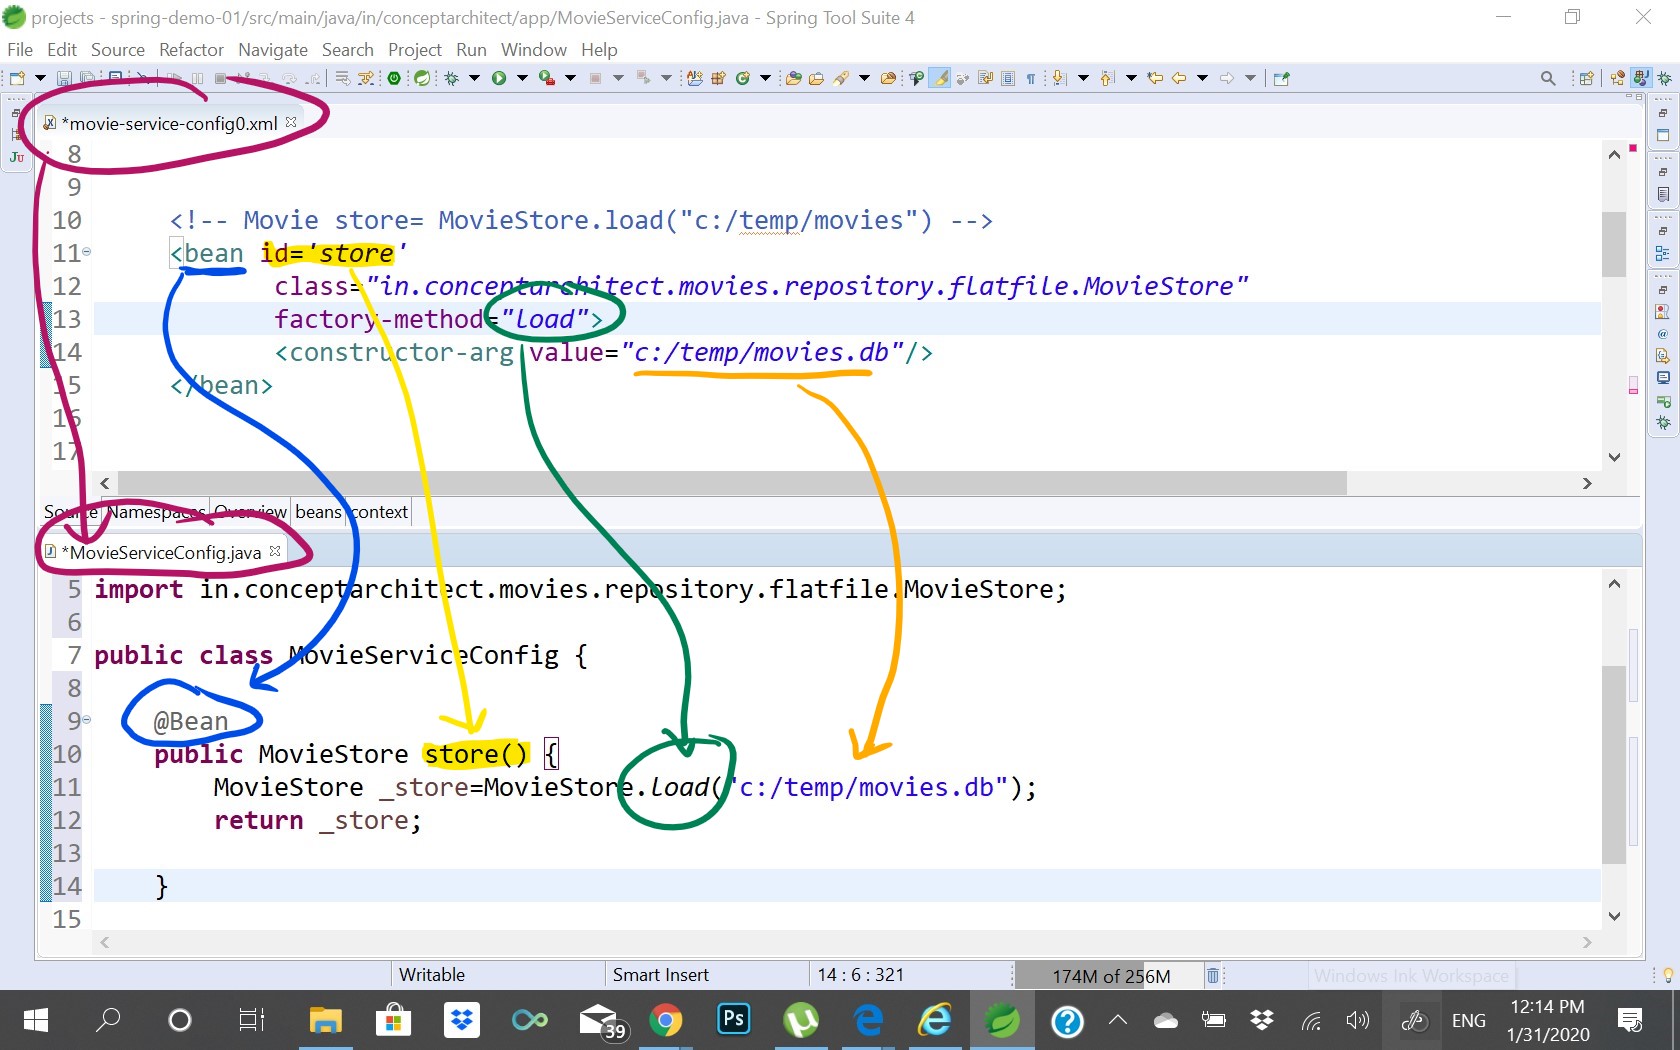 projects - spring-demo-01/src/main/java/in/conceptarchitect/app/MovieServiceConfig.java - Spring Tool Suite 4
File Edit Source Refactor Navigate Search Project Run Window Help
*movie-service-config0.xml
8
9
10 <!-- Movie store= MovieStore.load("c:/temp/movies") -->
11 <bean id='store'
12 class="in.conceptarchitect.movies.repository.flatfile.MovieStore"
13 factory-method="load">
14 <constructor-arg value="c:/temp/movies.db"/>
15 </bean>
16
17
Source Namespaces Overview beans context
*MovieServiceConfig.java
5 import in.conceptarchitect.movies.repository.flatfile.MovieStore;
6
7 public class MovieServiceConfig {
8
9 @Bean
10 public MovieStore store() {
11 MovieStore _store=MovieStore.load("c:/temp/movies.db");
12 return _store;
13
14 }
15
Writable Smart Insert 14 : 6 : 321 174M of 256M Windows Ink Workspace
39 Ps ENG 12:14 PM
1/31/2020